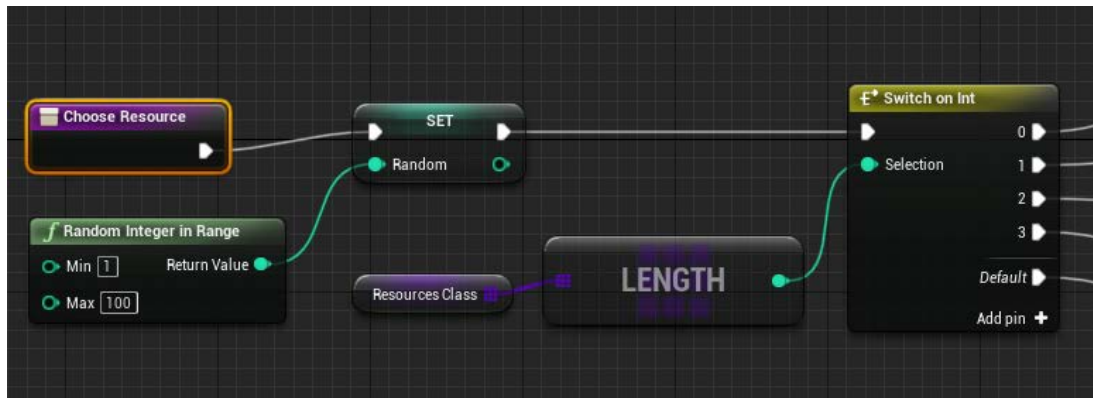 Choose Resource
SET
Random
f Random Integer in Range
Min 1
Return Value
Max 100
Resources Class
LENGTH
Switch on Int
0
Selection
1
2
3
Default
Add pin +